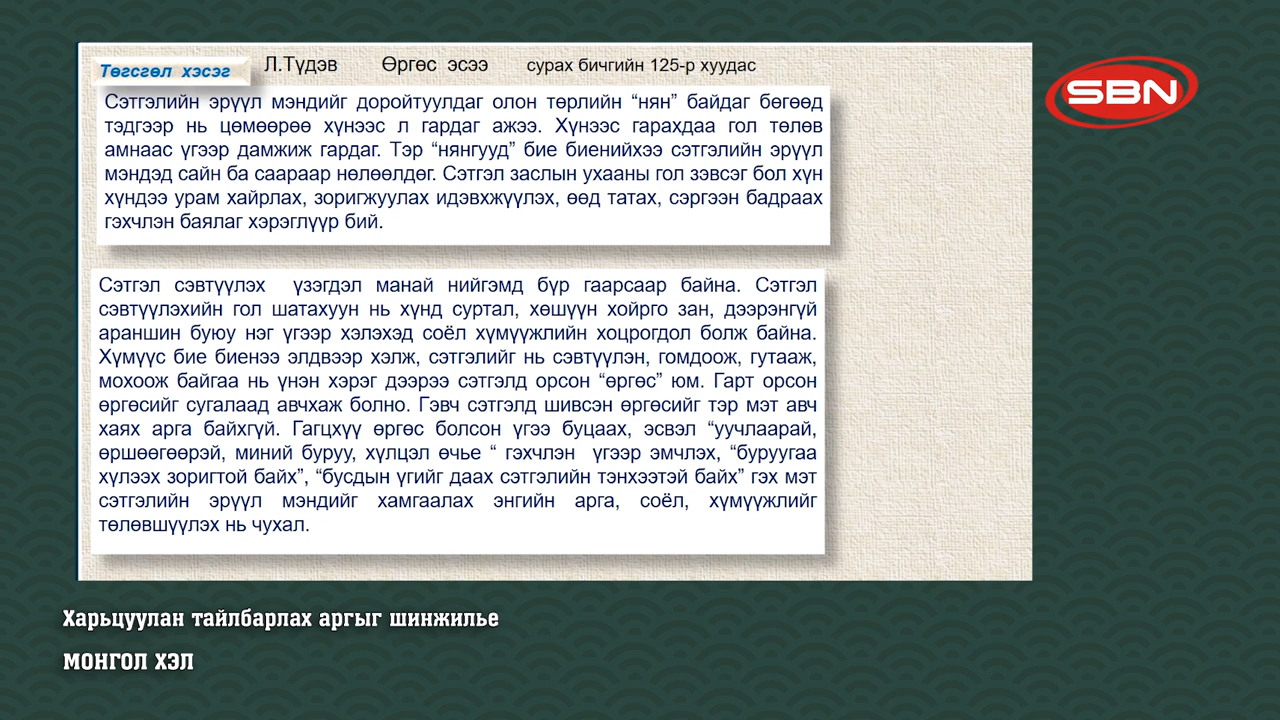 Төгсгөл хэсэг Л.Түдэв Өргөс эсээ сурах бичгийн 125-р хуудас
SBN
Сэтгэлийн эрүүл мэндийг доройтуулдаг олон төрлийн “нян” байдаг бөгөөд
тэдгээр нь цөмөөрөө хүнээс л гардаг ажээ. Хүнээс гарахдаа гол төлөв
амнаас үгээр дамжиж гардаг. Тэр “нянгууд” бие биенийхээ сэтгэлийн эрүүл
мэндэд сайн ба саараар нөлөөлдөг. Сэтгэл заслын ухааны гол зэвсэг бол хүн
хүндээ урам хайрлах, зоригжуулах идэвхжүүлэх, өөд татах, сэргээн бадраах
гэхчлэн баялаг хэрэглүүр бий.
Сэтгэл сэвтүүлэх үзэгдэл манай нийгэмд бүр гаарсаар байна. Сэтгэл
сэвтүүлэхийн гол шатахуун нь хүнд суртал, хөшүүн хойрго зан, дээрэнгүй
араншин буюу нэг үгээр хэлэхэд соёл хүмүүжлийн хоцрогдол болж байна.
Хүмүүс бие биенээ элдвээр хэлж, сэтгэлийг нь сэвтүүлэн, гомдоож, гутааж,
мохоож байгаа нь үнэн хэрэг дээрээ сэтгэлд орсон “өргөс” юм. Гарт орсон
өргөсийг сугалаад авчхаж болно. Гэвч сэтгэлд шивсэн өргөсийг тэр мэт авч
хаях арга байхгүй. Гагцхүү өргөс болсон үгээ буцаах, эсвэл “уучлаарай,
өршөөгөөрэй, миний буруу, хүлцэл өчье “ гэхчлэн үгээр эмчлэх, “буруугаа
хүлээх зоригтой байх”, “бусдын үгийг даах сэтгэлийн тэнхээтэй байх” гэх мэт
сэтгэлийн эрүүл мэндийг хамгаалах энгийн арга, соёл, хүмүүжлийг
төлөвшүүлэх нь чухал.
Харьцуулан тайлбарлах аргыг шинжилье
МОНГОЛ ХЭЛ